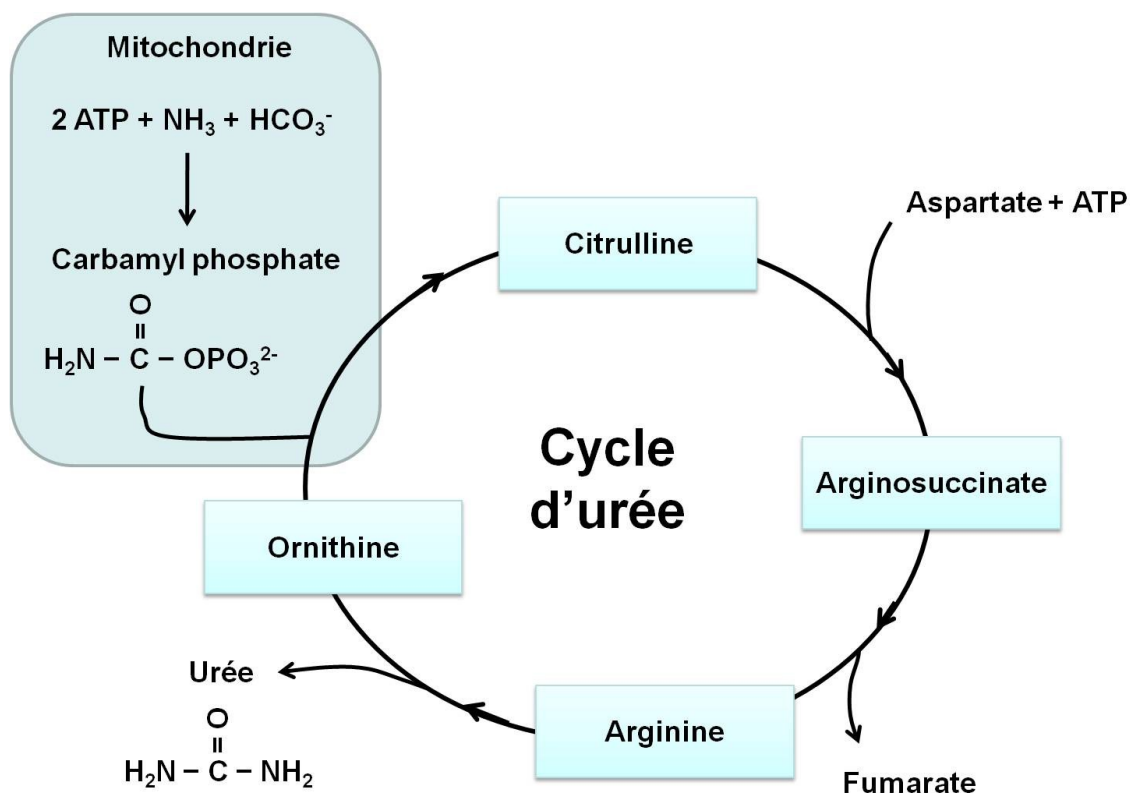 Mitochondrie
2 ATP + NH₃ + HCO₃⁻
Carbamyl phosphate
O
=
H₂N – C – OPO₃²⁻
Citrulline
Aspartate + ATP
Arginosuccinate
Cycle
d'urée
Ornithine
Urée
O
=
H₂N – C – NH₂
Arginine
Fumarate